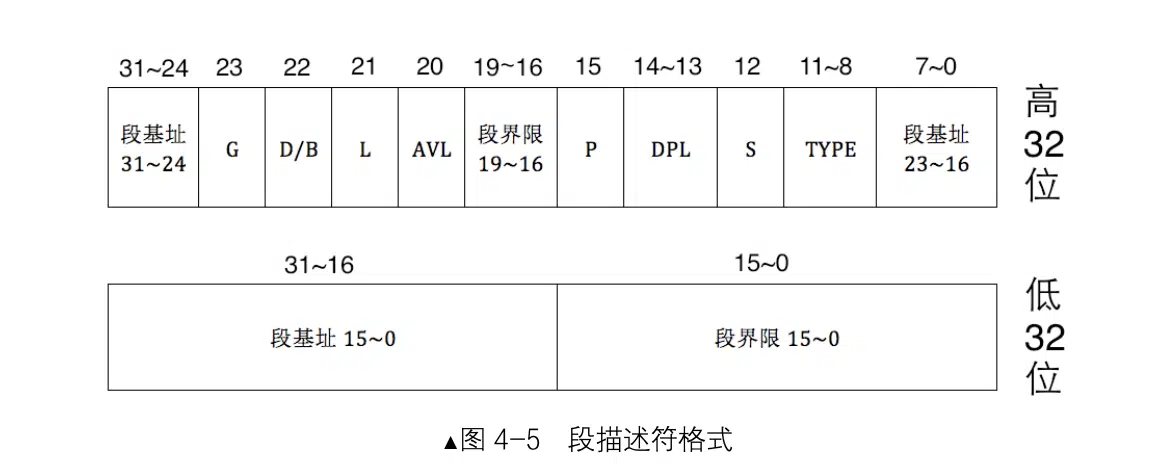 31~24 23 22 21 20 19~16 15 14~13 12 11~8 7~0
段基址 31~24 G D/B L AVL 段界限 19~16 P DPL S TYPE 段基址 23~16
高32位
31~16 15~0
段基址 15~0 段界限 15~0
低32位
▲图 4-5 段描述符格式